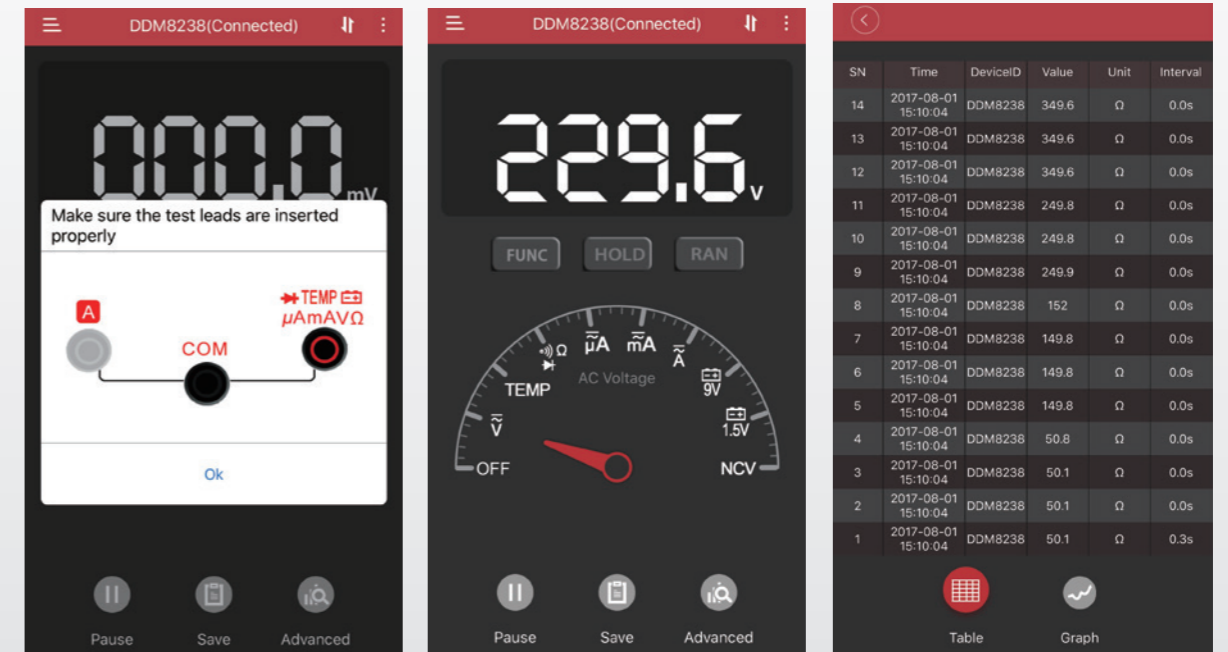 DDM8238(Connected)
000.0
mV
Make sure the test leads are inserted
properly
A
TEMP
µAmAVΩ
COM
Ok
Pause Save Advanced
DDM8238(Connected)
229.6 V
FUNC HOLD RAN
µA mA
Ω A
AC Voltage
TEMP 9V
V 1.5V
OFF NCV
Pause Save Advanced
SN Time DeviceID Value Unit Interval
14 2017-08-01 15:10:04 DDM8238 349.6 Ω 0.0s
13 2017-08-01 15:10:04 DDM8238 349.6 Ω 0.0s
12 2017-08-01 15:10:04 DDM8238 349.6 Ω 0.0s
11 2017-08-01 15:10:04 DDM8238 249.8 Ω 0.0s
10 2017-08-01 15:10:04 DDM8238 249.8 Ω 0.0s
9 2017-08-01 15:10:04 DDM8238 249.9 Ω 0.0s
8 2017-08-01 15:10:04 DDM8238 152 Ω 0.0s
7 2017-08-01 15:10:04 DDM8238 149.8 Ω 0.0s
6 2017-08-01 15:10:04 DDM8238 149.8 Ω 0.0s
5 2017-08-01 15:10:04 DDM8238 149.8 Ω 0.0s
4 2017-08-01 15:10:04 DDM8238 50.8 Ω 0.0s
3 2017-08-01 15:10:04 DDM8238 50.1 Ω 0.0s
2 2017-08-01 15:10:04 DDM8238 50.1 Ω 0.0s
1 2017-08-01 15:10:04 DDM8238 50.1 Ω 0.3s
Table Graph